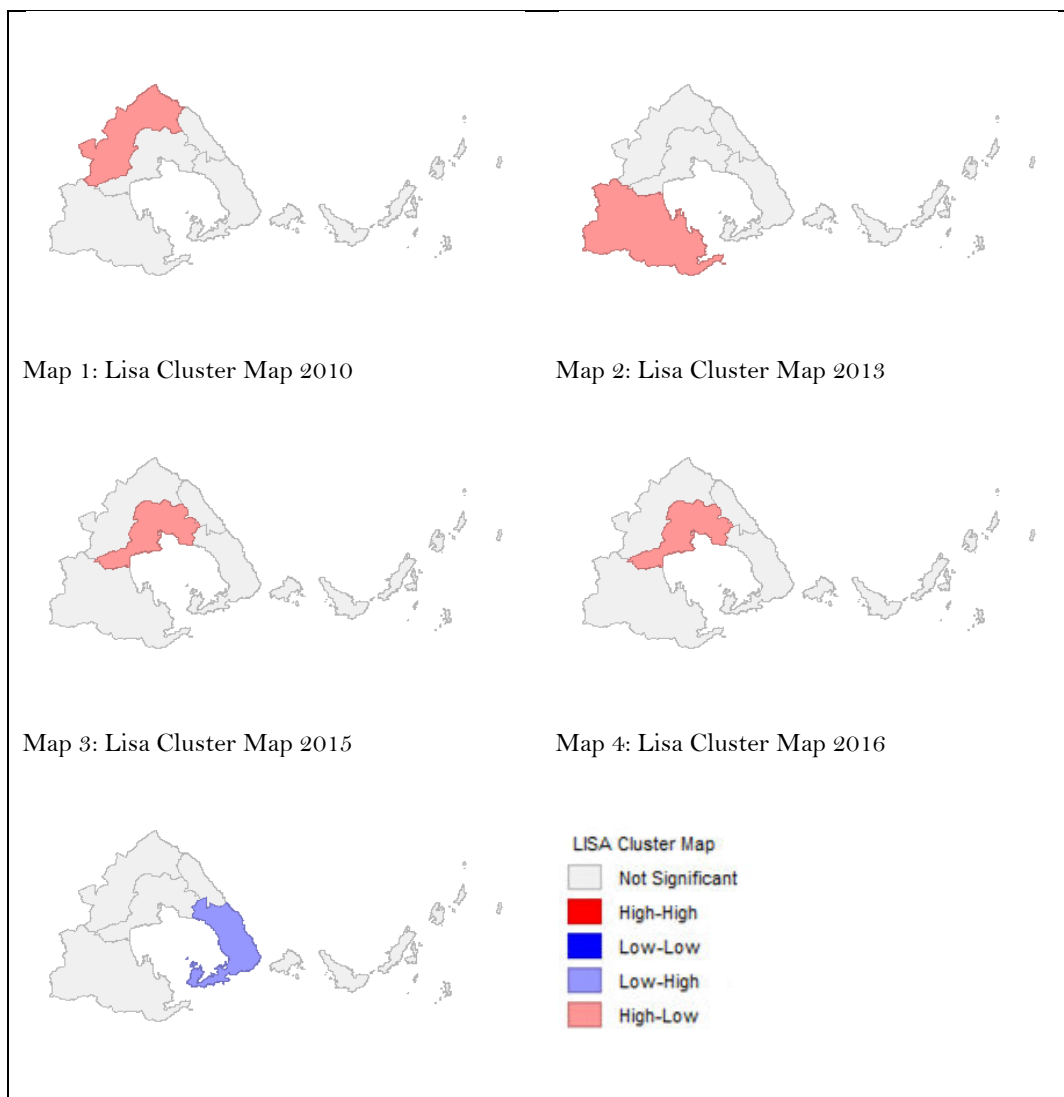 Map 1: Lisa Cluster Map 2010
Map 2: Lisa Cluster Map 2013
Map 3: Lisa Cluster Map 2015
Map 4: Lisa Cluster Map 2016
LISA Cluster Map
Not Significant
High-High
Low-Low
Low-High
High-Low